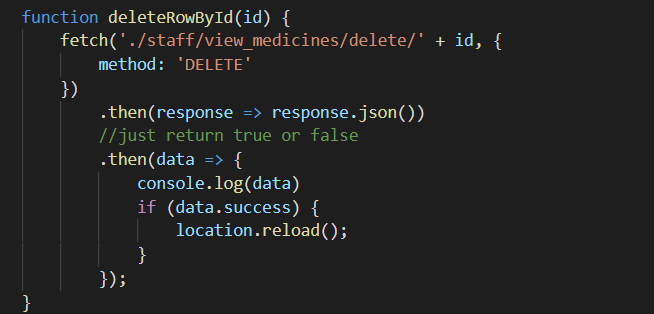 function deleteRowById(id) {
    fetch('./staff/view_medicines/delete/' + id, {
        method: 'DELETE'
    })
        .then(response => response.json())
        //just return true or false
        .then(data => {
            console.log(data)
            if (data.success) {
                location.reload();
            }
        });
}